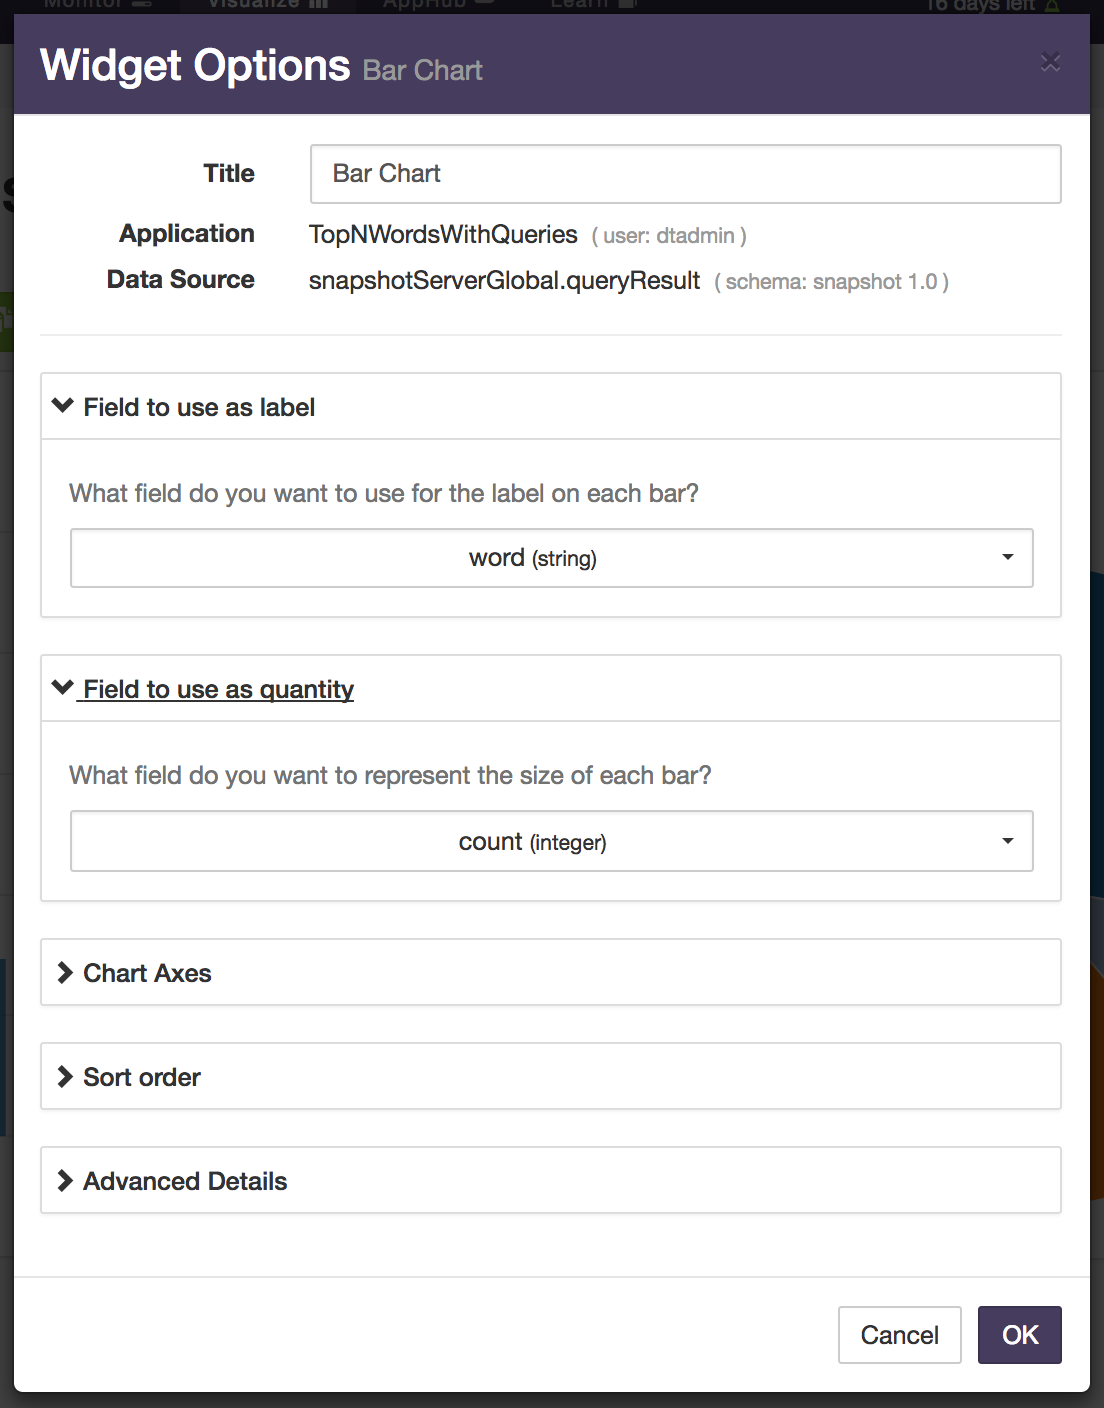 Monitor Visualize AppHub Learn 16 days left
Widget Options Bar Chart
Title Bar Chart
Application TopNWordsWithQueries ( user: dtadmin )
Data Source snapshotServerGlobal.queryResult ( schema: snapshot 1.0 )
Field to use as label
What field do you want to use for the label on each bar?
word (string)
Field to use as quantity
What field do you want to represent the size of each bar?
count (integer)
Chart Axes
Sort order
Advanced Details
Cancel OK